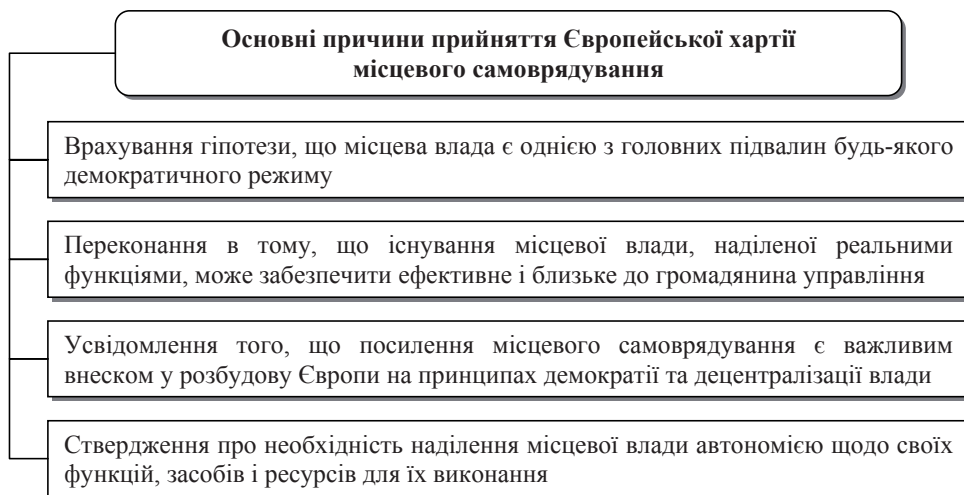 Основні причини прийняття Європейської хартії
місцевого самоврядування
Врахування гіпотези, що місцева влада є однією з головних підвалин будь-якого
демократичного режиму
Переконання в тому, що існування місцевої влади, наділеної реальними
функціями, може забезпечити ефективне і близьке до громадянина управління
Усвідомлення того, що посилення місцевого самоврядування є важливим
внеском у розбудову Європи на принципах демократії та децентралізації влади
Ствердження про необхідність наділення місцевої влади автономією щодо своїх
функцій, засобів і ресурсів для їх виконання